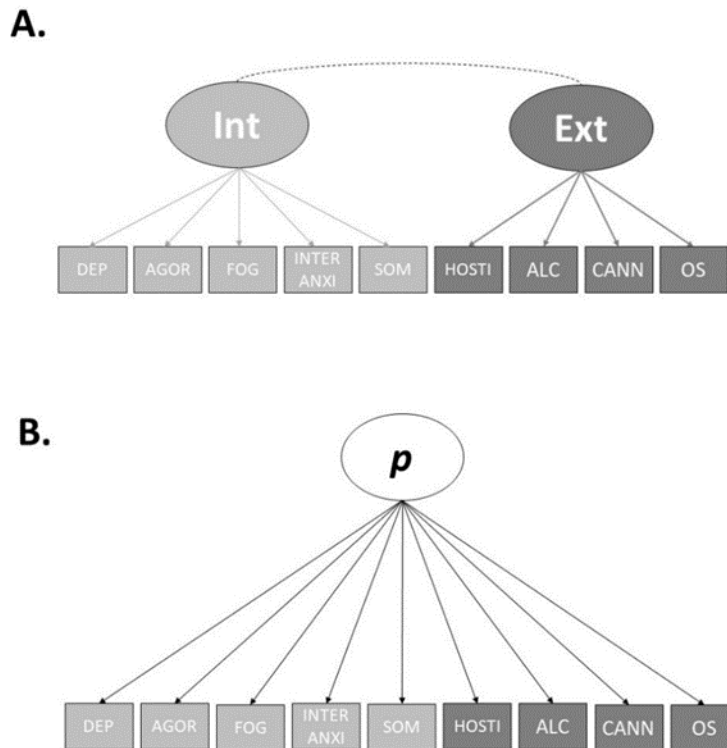 A.
Int Ext
DEP AGOR FOG INTER ANXI SOM HOSTI ALC CANN OS
B.
p
DEP AGOR FOG INTER ANXI SOM HOSTI ALC CANN OS